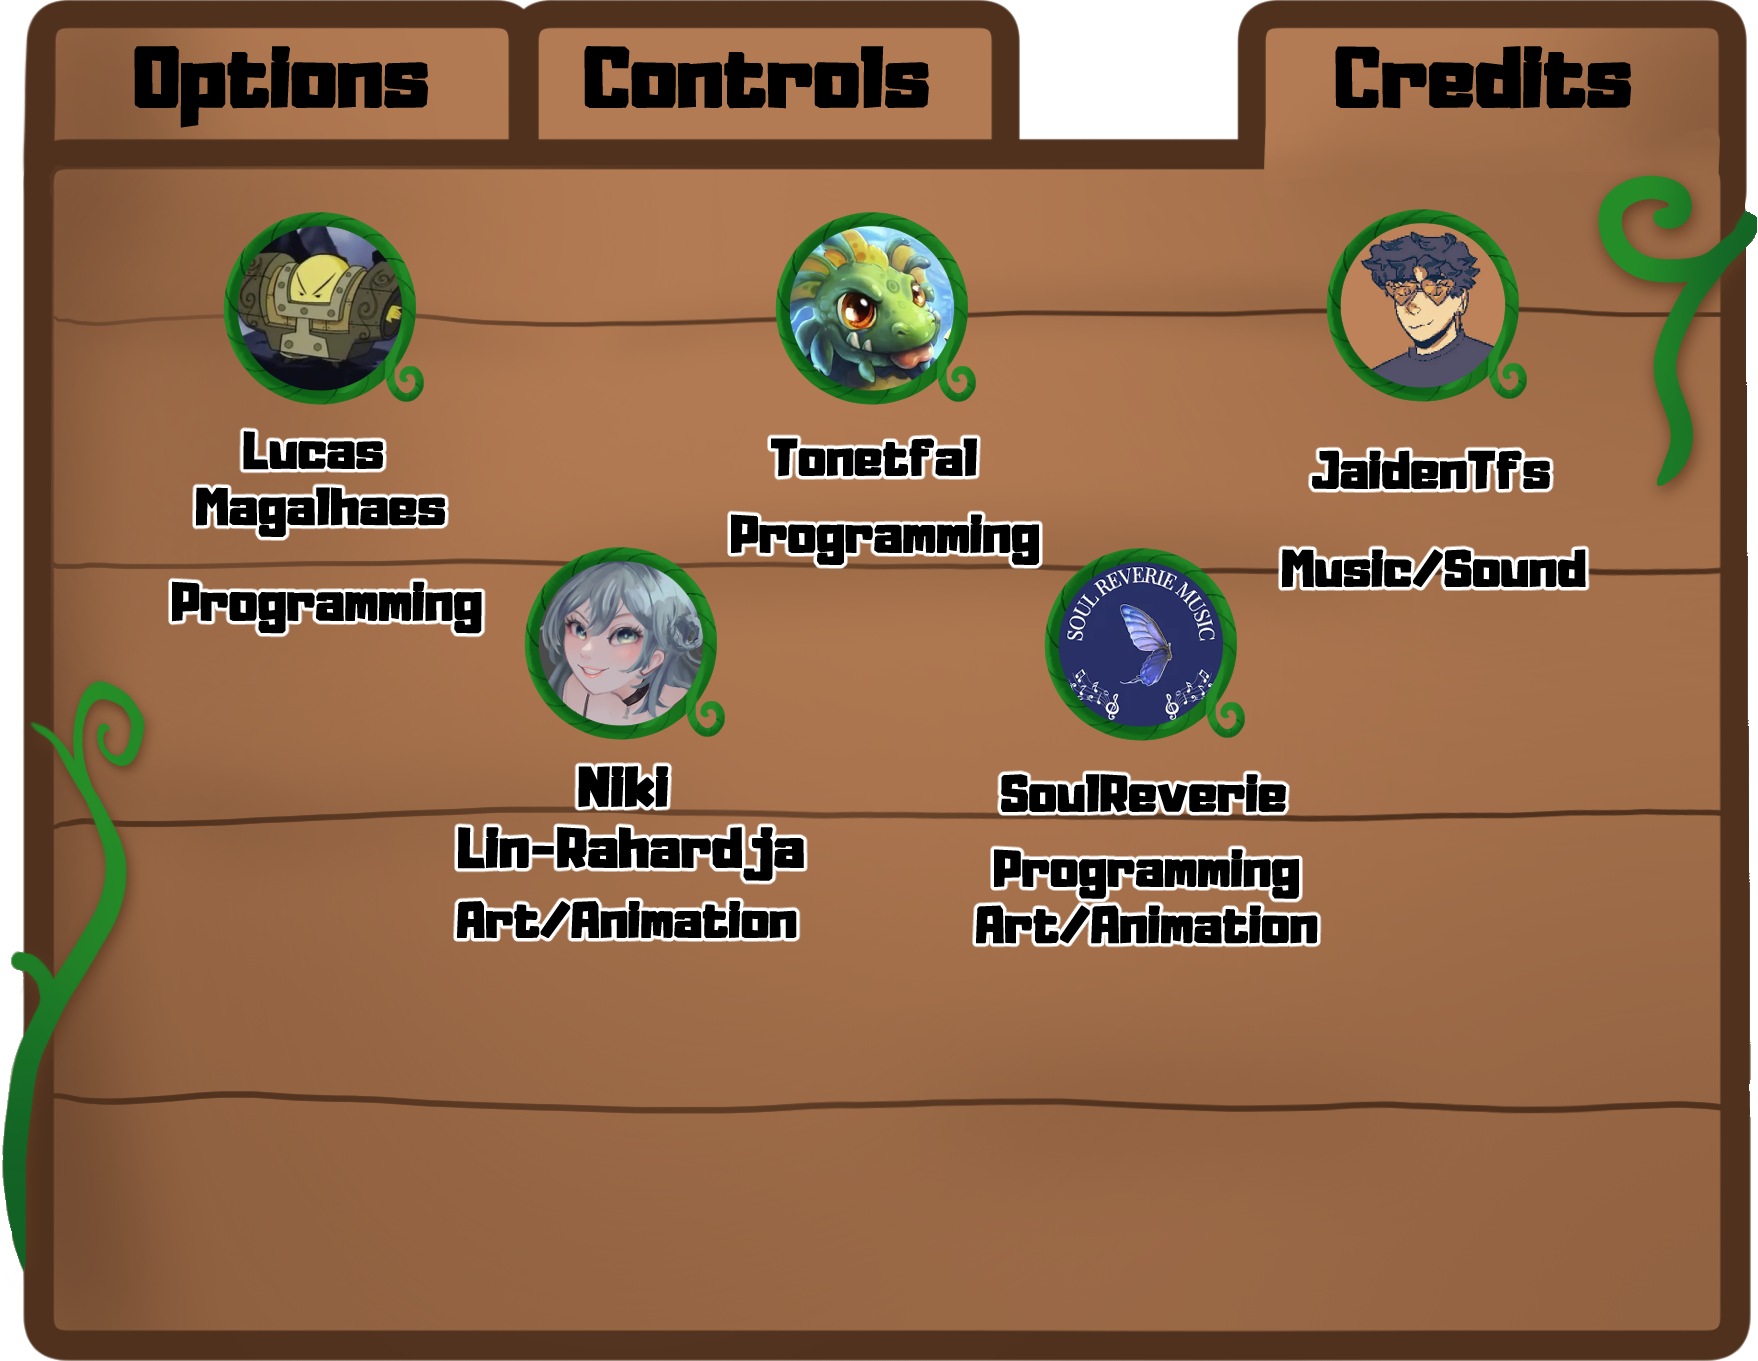 Options
Controls
Credits
Lucas
Magalhaes
Programming
Tonetfal
Programming
JaidenTfs
Music/Sound
SOUL REVERIE MUSIC
Niki
Lin-Rahardja
Art/Animation
SoulReverie
Programming
Art/Animation